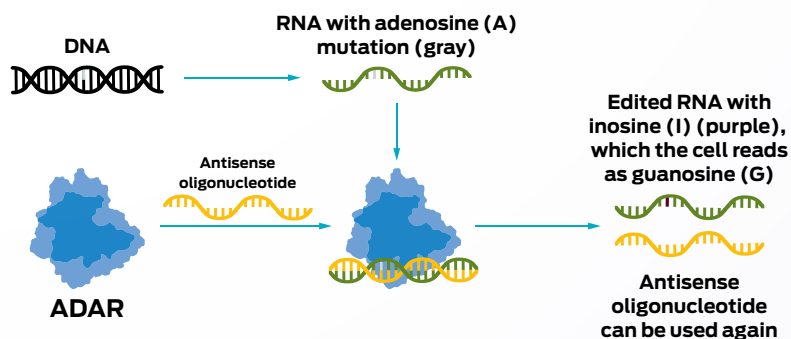 DNA
RNA with adenosine (A)
mutation (gray)
Antisense
oligonucleotide
ADAR
Edited RNA with
inosine (I) (purple),
which the cell reads
as guanosine (G)
Antisense
oligonucleotide
can be used again